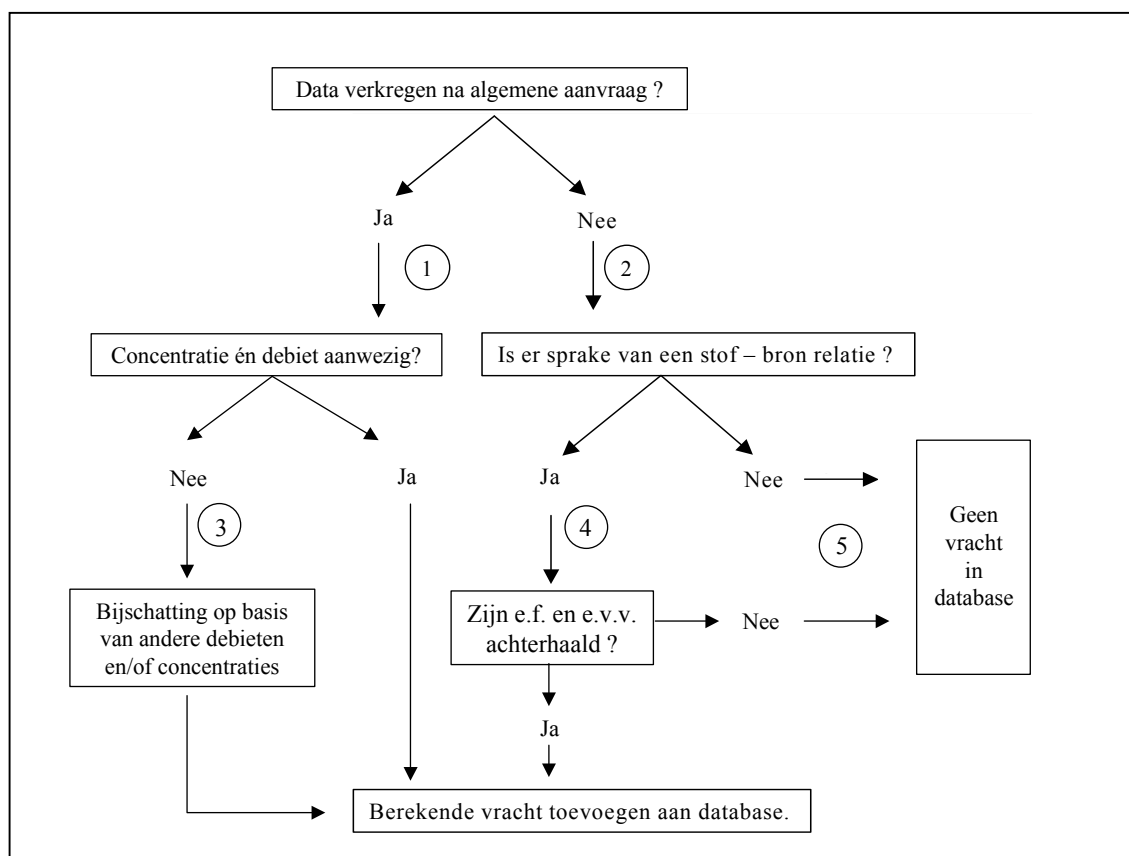 Data verkregen na algemene aanvraag ?
Ja
Nee
1
2
Concentratie én debiet aanwezig?
Is er sprake van een stof – bron relatie ?
Nee
Ja
Ja
Nee
3
4
5
Geen
vracht
in
database
Bijschatting op basis
van andere debieten
en/of concentraties
Zijn e.f. en e.v.v.
achterhaald ?
Nee
Ja
Berekende vracht toevoegen aan database.